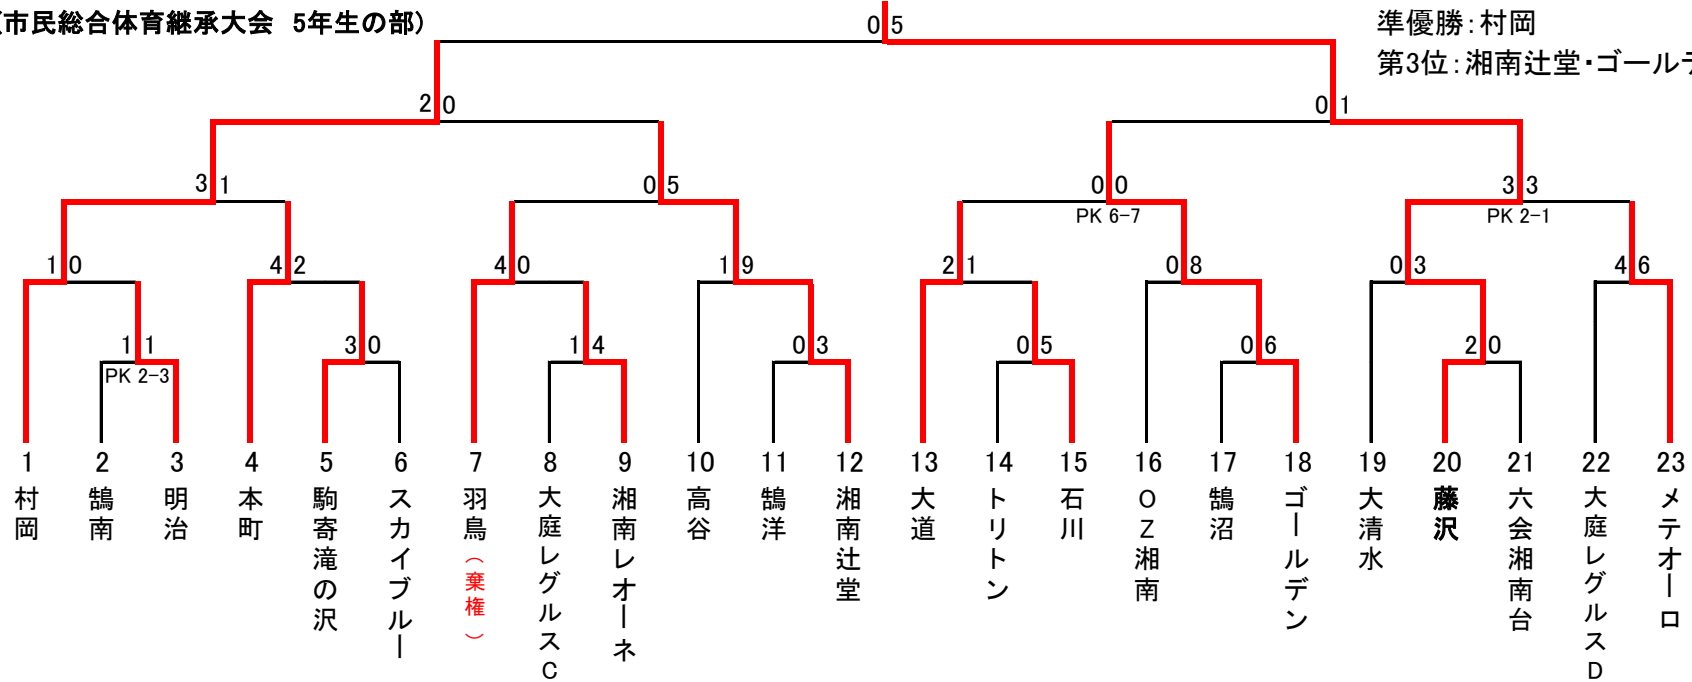 市民総合体育継承大会 5年生の部）
準優勝：村岡
第3位：湘南辻堂・ゴール
0 5
2 0
0 1
3 1
0 5
0 0
PK 6-7
3 3
PK 2-1
1 0
4 2
4 0
1 9
2 1
0 8
0 3
4 6
1 1
PK 2-3
3 0
1 4
0 3
0 5
0 6
2 0
1 2 3 4 5 6 7 8 9 10 11 12 13 14 15 16 17 18 19 20 21 22 23
村岡
鵠南
明治
本町
駒寄滝の沢
スカイブルー
羽鳥（棄権）
大庭レグルスC
湘南レオーネ
高谷
鵠洋
湘南辻堂
大道
トリトン
石川
OZ湘南
鵠沼
ゴールデン
大清水
藤沢
六会湘南台
大庭レグルスD
メテオーロ